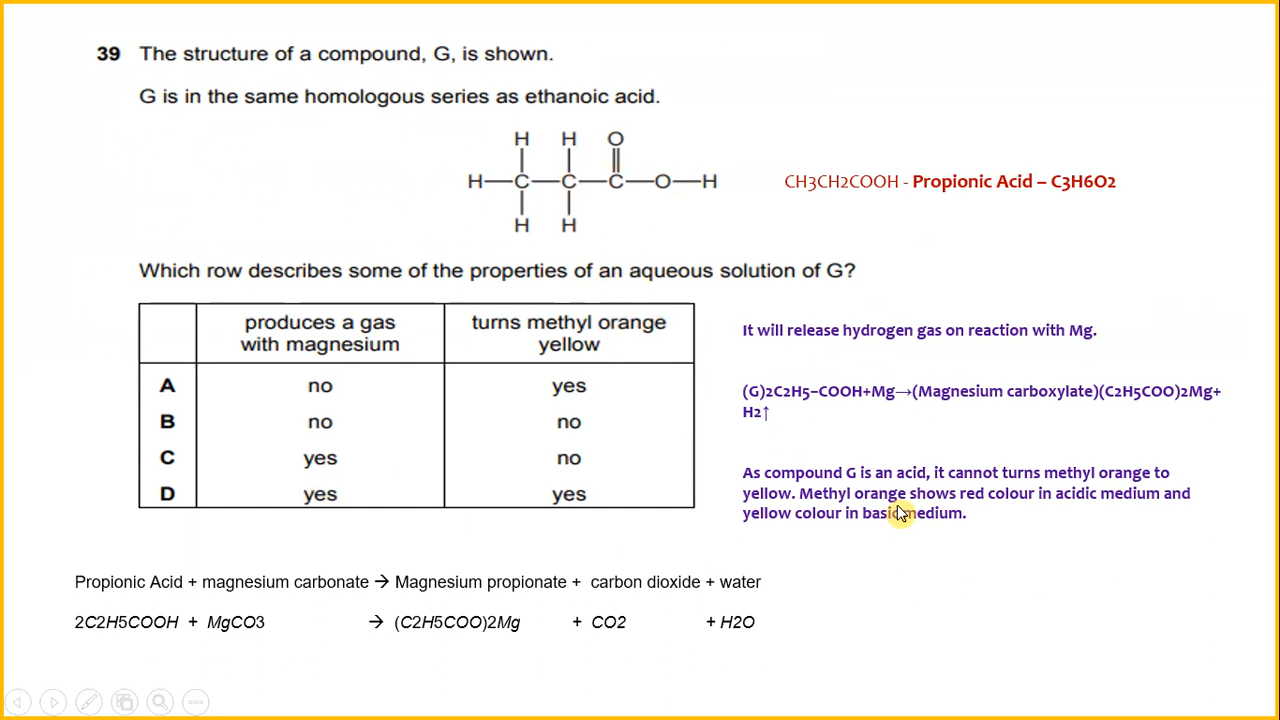 39 The structure of a compound, G, is shown.
G is in the same homologous series as ethanoic acid.
H H O
H—C—C—C—O—H
H H
CH3CH2COOH - Propionic Acid – C3H6O2
Which row describes some of the properties of an aqueous solution of G?
produces a gas with magnesium
turns methyl orange yellow
A no yes
B no no
C yes no
D yes yes
It will release hydrogen gas on reaction with Mg.
(G)2C2H5−COOH+Mg→(Magnesium carboxylate)(C2H5COO)2Mg+
H2↑
As compound G is an acid, it cannot turns methyl orange to
yellow. Methyl orange shows red colour in acidic medium and
yellow colour in basic medium.
Propionic Acid + magnesium carbonate → Magnesium propionate + carbon dioxide + water
2C2H5COOH + MgCO3 → (C2H5COO)2Mg + CO2 + H2O